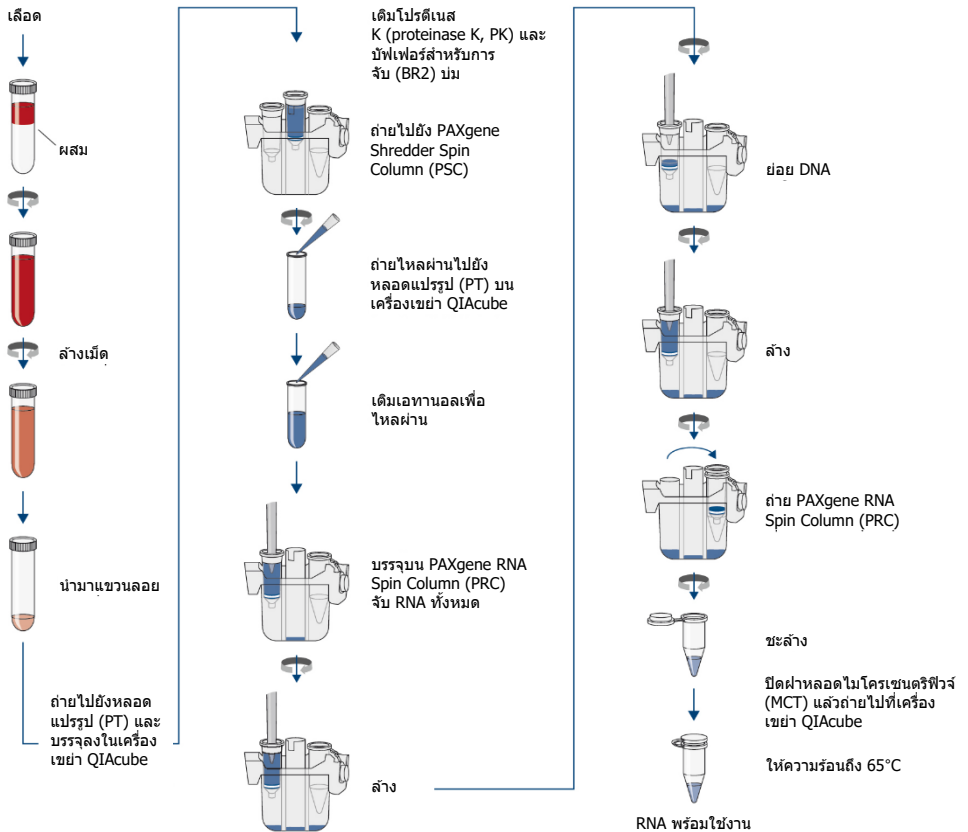 เลือด
ผสม
ล้างเม็ด
นำมาแขวนลอย
ถ่ายไปยังหลอด
แปรรูป (PT) และ
บรรจุลงในเครื่อง
เขย่า QIAcube
เติมโปรตีเนส
K (proteinase K, PK) และ
บัฟเฟอร์สำหรับการ
จับ (BR2) บ่ม
ถ่ายไปยัง PAXgene
Shredder Spin
Column (PSC)
ถ่ายไหลผ่านไปยัง
หลอดแปรรูป (PT) บน
เครื่องเขย่า QIAcube
เติมเอทานอลเพื่อ
ไหลผ่าน
บรรจุบน PAXgene RNA
Spin Column (PRC)
จับ RNA ทั้งหมด
ล้าง
ย่อย DNA
ล้าง
ถ่าย PAXgene RNA
Spin Column (PRC)
ชะล้าง
ปิดฝาหลอดไมโครเซนตริฟิวจ์
(MCT) แล้วถ่ายไปที่เครื่อง
เขย่า QIAcube
ให้ความร้อนถึง 65°C
RNA พร้อมใช้งาน